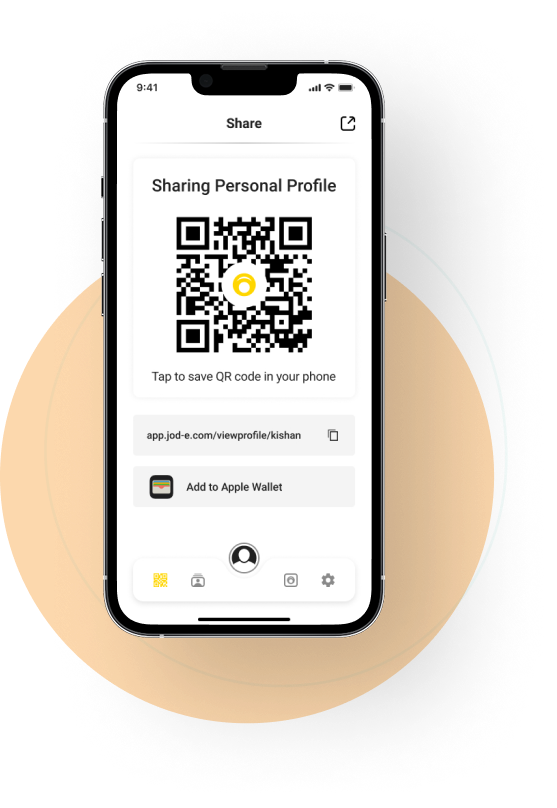 9:41
Share
Sharing Personal Profile
Tap to save QR code in your phone
app.jod-e.com/viewprofile/kishan
Add to Apple Wallet